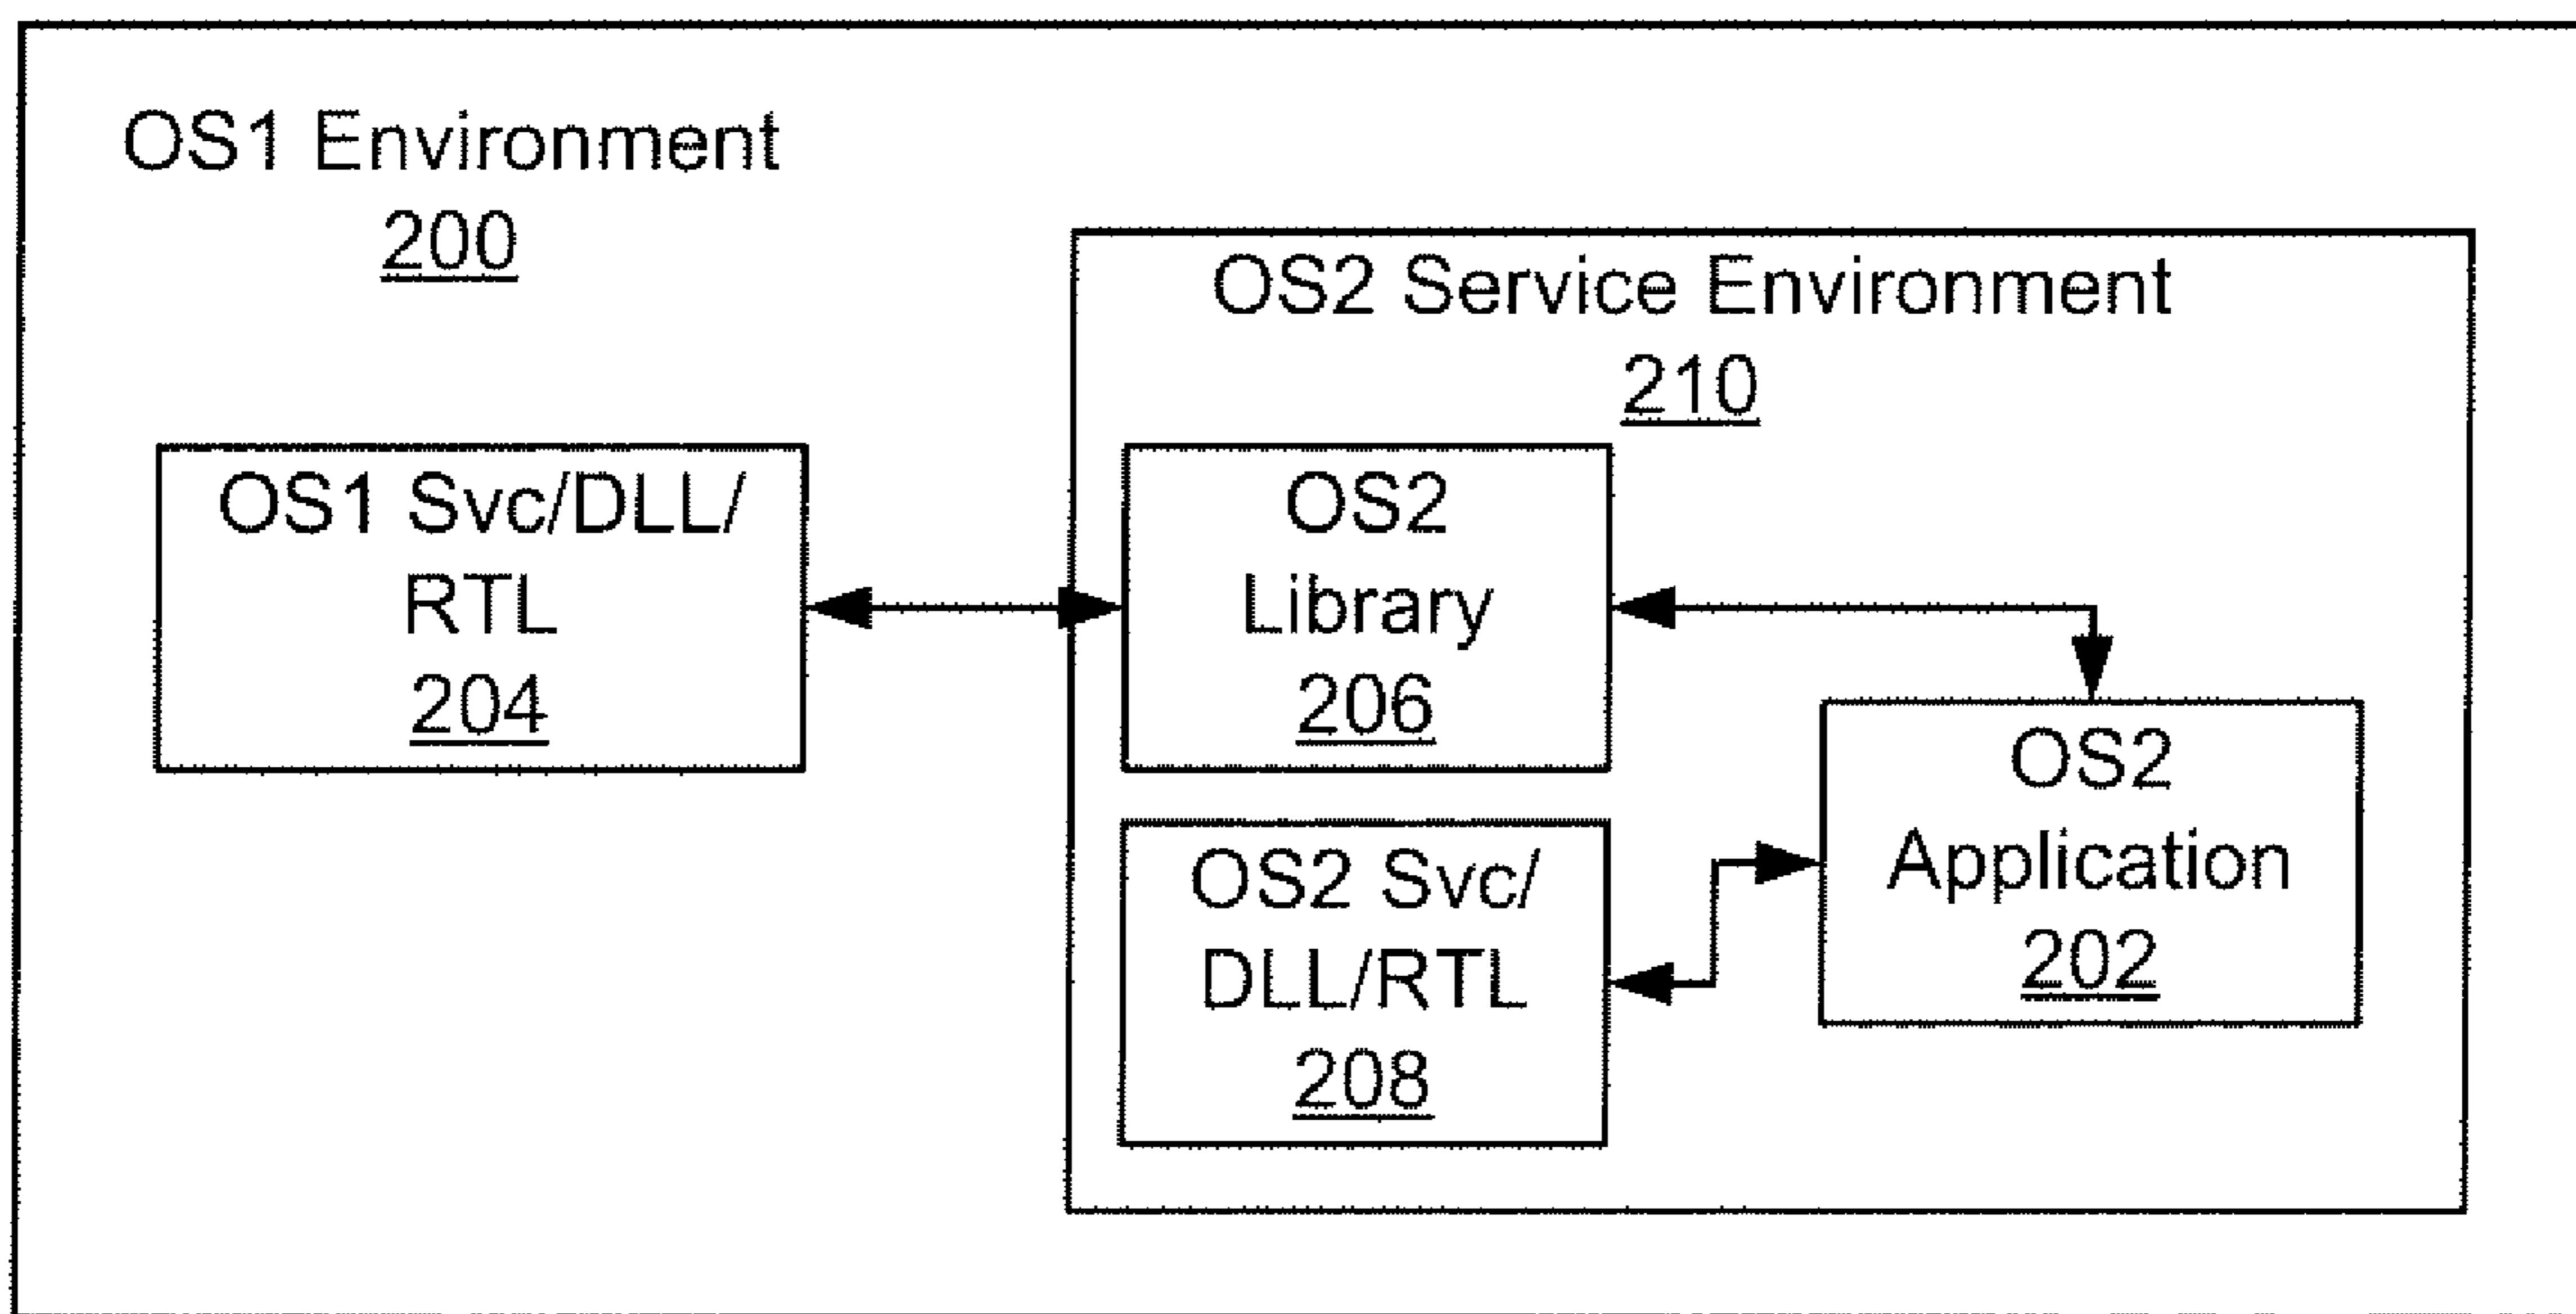 OS1 Environment
200
OS2 Service Environment
210
OS1 Svc/DLL/
RTL
204
OS2
Library
206
OS2
Application
202
OS2 Svc/
DLL/RTL
208